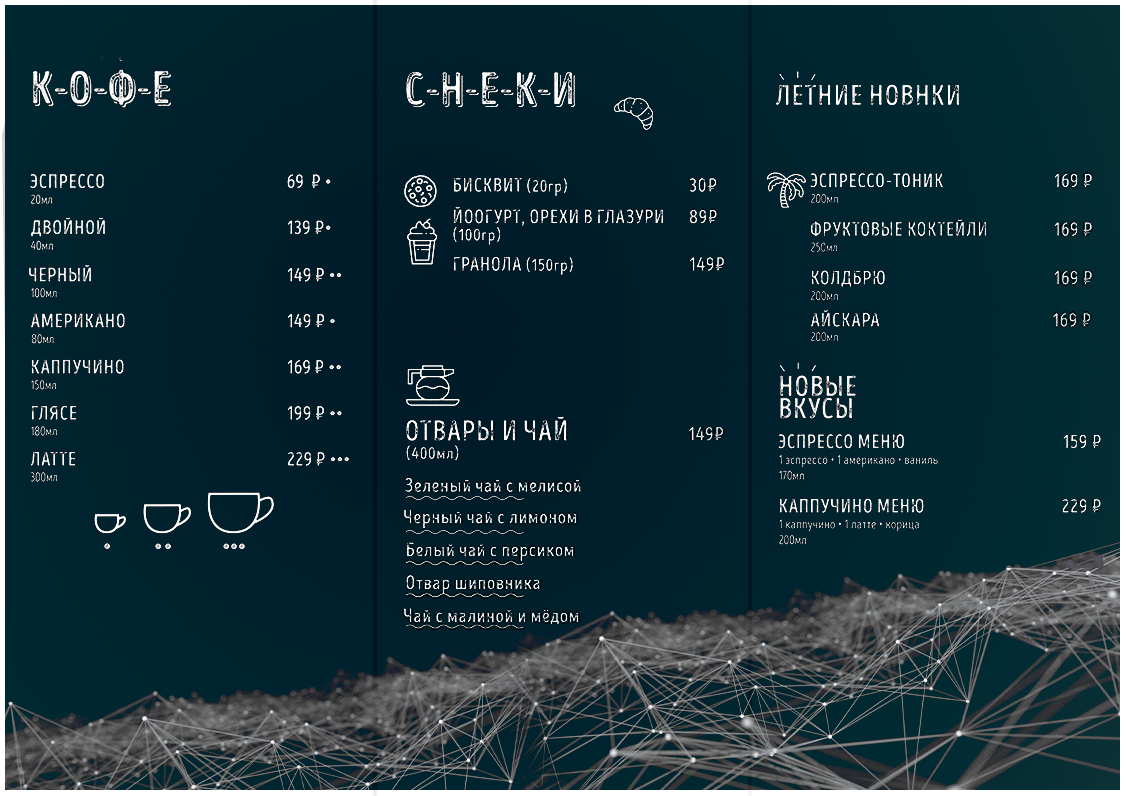 К-О-Ф-Е
ЭСПРЕССО 69 ₽ •
20мл
ДВОЙНОЙ 139 ₽ •
40мл
ЧЕРНЫЙ 149 ₽ ••
100мл
АМЕРИКАНО 149 ₽ •
80мл
КАППУЧИНО 169 ₽ ••
150мл
ГЛЯСЕ 199 ₽ ••
180мл
ЛАТТЕ 229 ₽ •••
300мл
С-Н-Е-К-И
БИСКВИТ (20гр) 30₽
ЙООГУРТ, ОРЕХИ В ГЛАЗУРИ 89₽
(100гр)
ГРАНОЛА (150гр) 149₽
ОТВАРЫ И ЧАЙ 149₽
(400мл)
Зеленый чай с мелисой
Черный чай с лимоном
Белый чай с персиком
Отвар шиповника
Чай с малиной и мёдом
ЛЕТНИЕ НОВНКИ
ЭСПРЕССО-ТОНИК 169 ₽
200мл
ФРУКТОВЫЕ КОКТЕЙЛИ 169 ₽
250мл
КОЛДБРЮ 169 ₽
200мл
АЙСКАРА 169 ₽
200мл
НОВЫЕ
ВКУСЫ
ЭСПРЕССО МЕНЮ 159 ₽
1 эспрессо • 1 американо • ваниль
170мл
КАППУЧИНО МЕНЮ 229 ₽
1 каппучино • 1 латте • корица
200мл